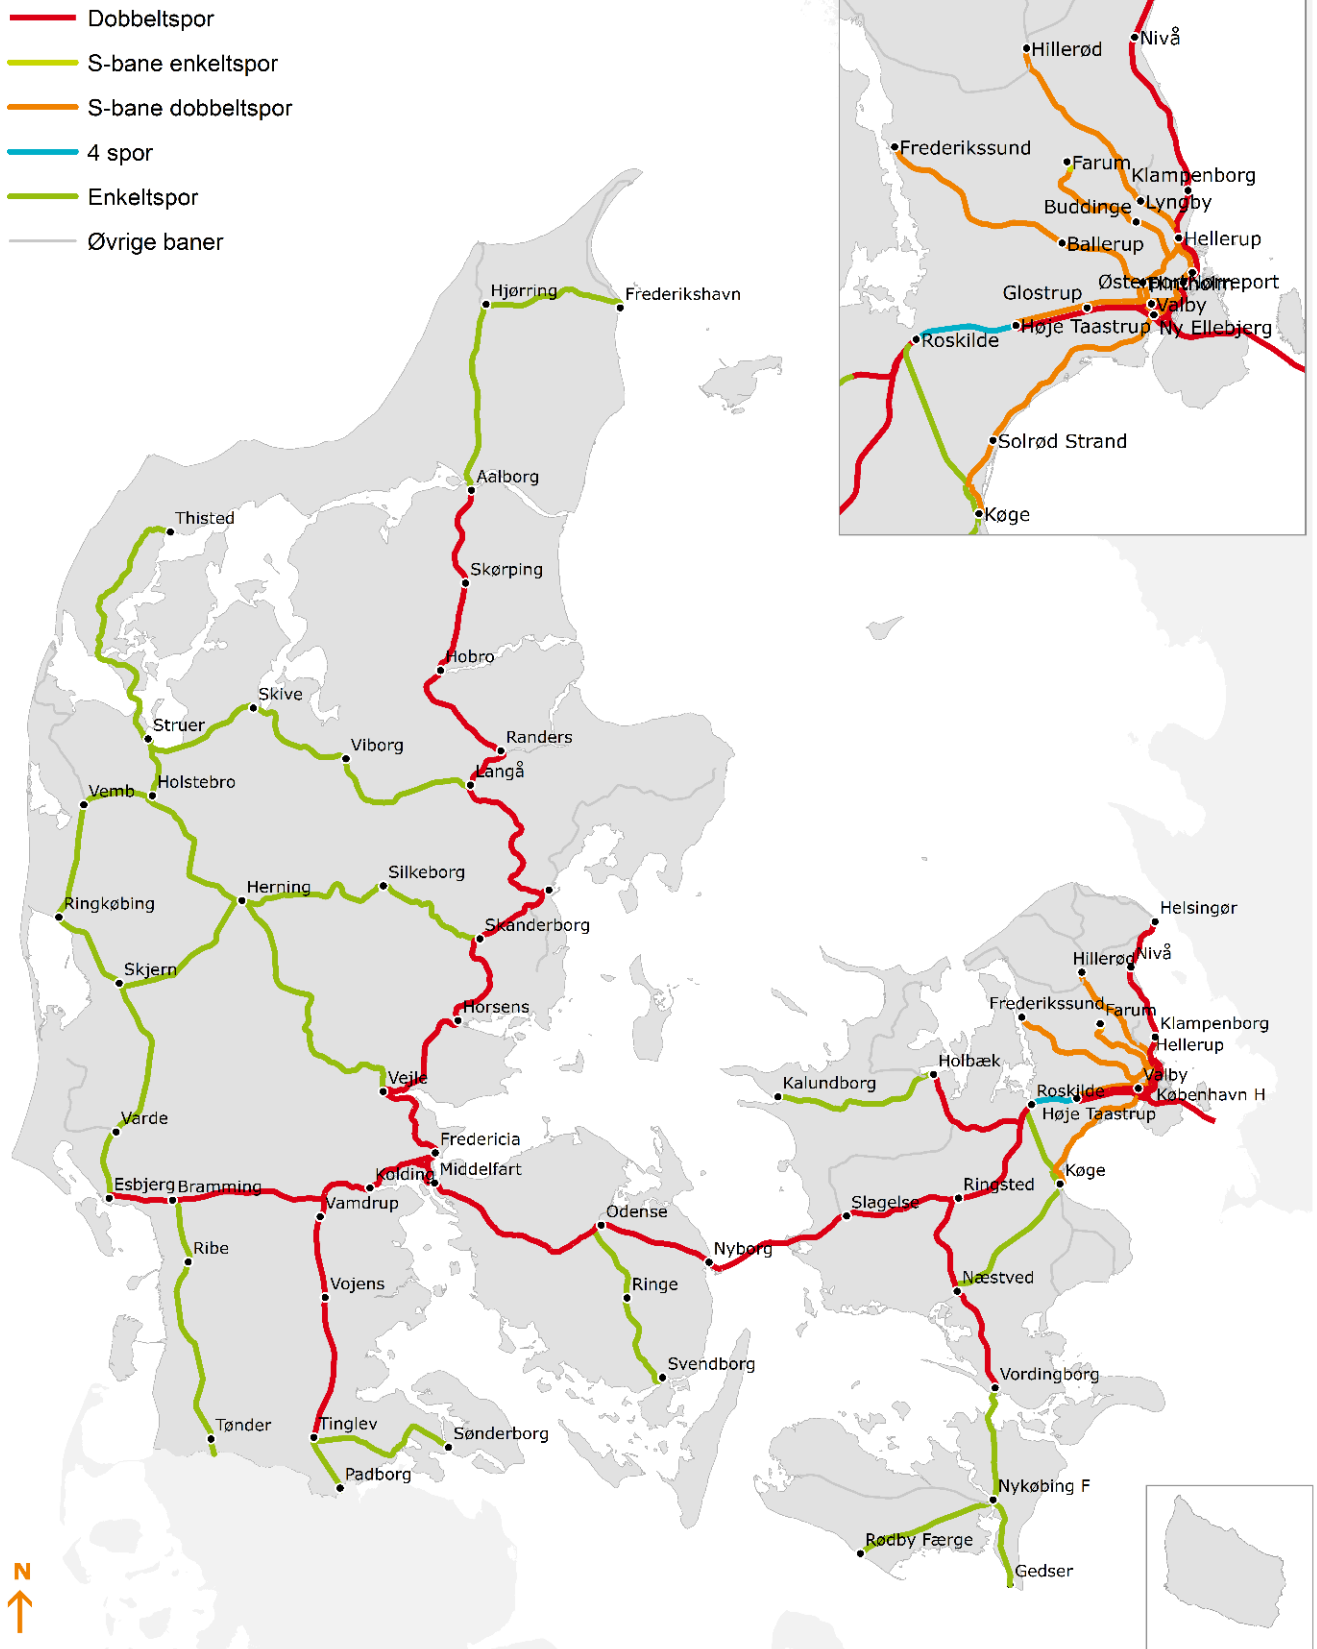 Dobbeltspor
S-bane enkeltspor
S-bane dobbeltspor
4 spor
Enkeltspor
Øvrige baner
Hillerød
Nivå
Frederikssund
Farum
Klampenborg
Buddinge
Lyngby
Ballerup
Hellerup
Østerport
Nørreport
Glostrup
Valby
Høje Taastrup
Ny Ellebjerg
Roskilde
Solrød Strand
Køge
Hjørring
Frederikshavn
Aalborg
Thisted
Skørping
Hobro
Skive
Struer
Viborg
Randers
Langå
Vemb
Holstebro
Herning
Silkeborg
Ringkøbing
Skanderborg
Skjern
Horsens
Vejle
Varde
Fredericia
Kolding
Middelfart
Esbjerg
Bramming
Vamdrup
Ribe
Vojens
Tønder
Tinglev
Sønderborg
Padborg
Odense
Nyborg
Ringe
Svendborg
Helsingør
Hillerød
Nivå
Frederikssund
Farum
Klampenborg
Hellerup
Holbæk
Kalundborg
Valby
Roskilde
København H
Høje Taastrup
Køge
Ringsted
Slagelse
Næstved
Vordingborg
Nykøbing F
Rødby Færge
Gedser
N